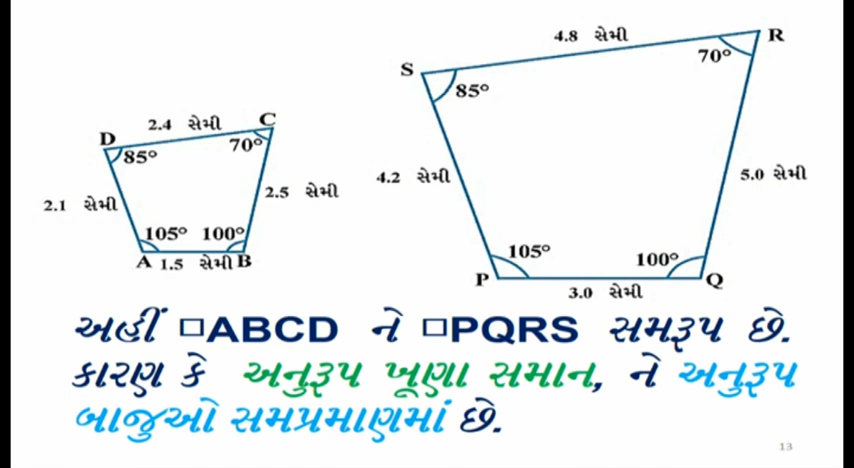 4.8 સેમી
R
70°
S
85°
2.4 સેમી
C
D
70°
85°
4.2 સેમી
5.0 સેમી
2.5 સેમી
2.1 સેમી
105° 100°
105°
100°
A 1.5 સેમી B
P
Q
3.0 સેમી
અહીં □ABCD ને □PQRS સમરૂપ છે.
કારણ કે અનુરૂપ ખૂણા સમાન, ને અનુરૂપ
બાજુઓ સમપ્રમાણમાં છે.
13